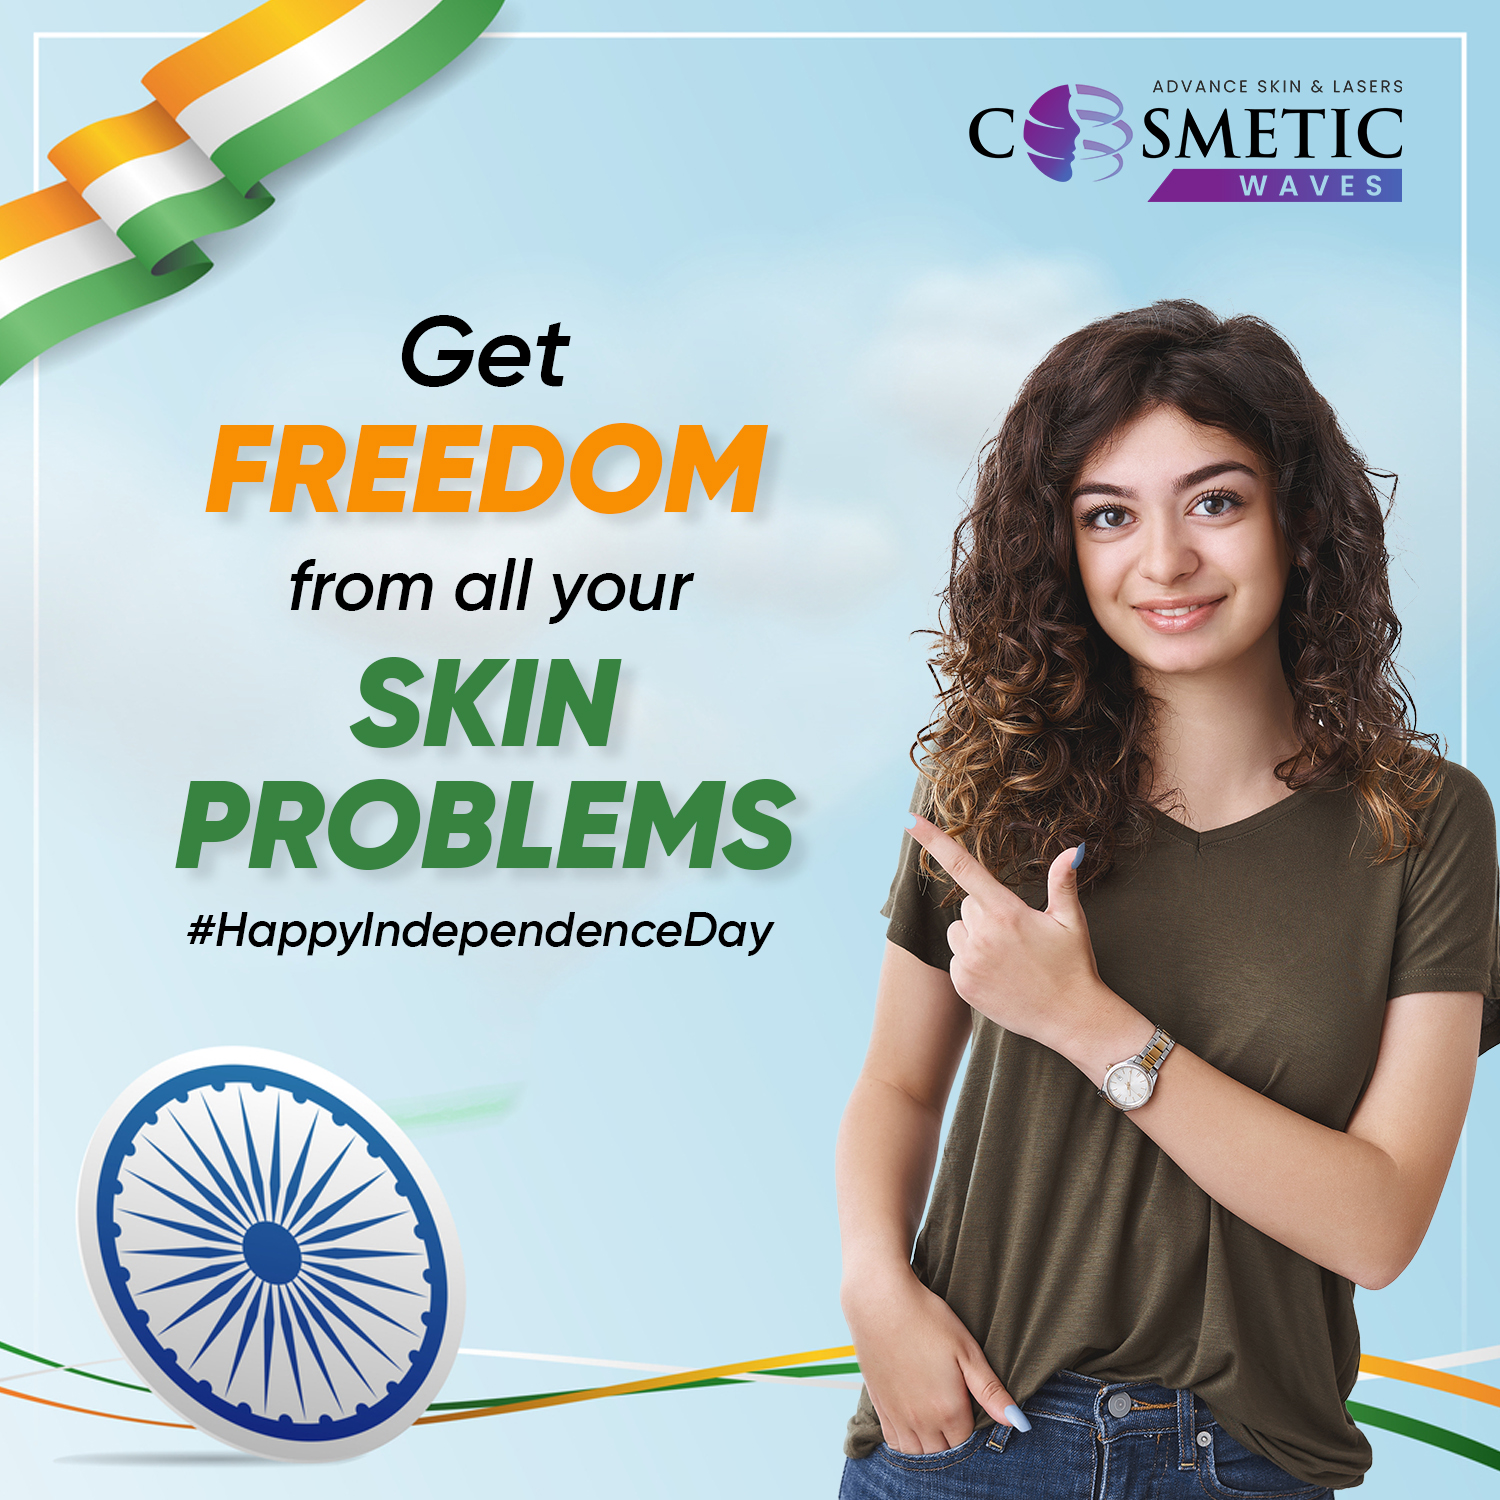 ADVANCE SKIN & LASERS
COSMETIC
WAVES
Get
FREEDOM
from all your
SKIN
PROBLEMS
#HappyIndependenceDay